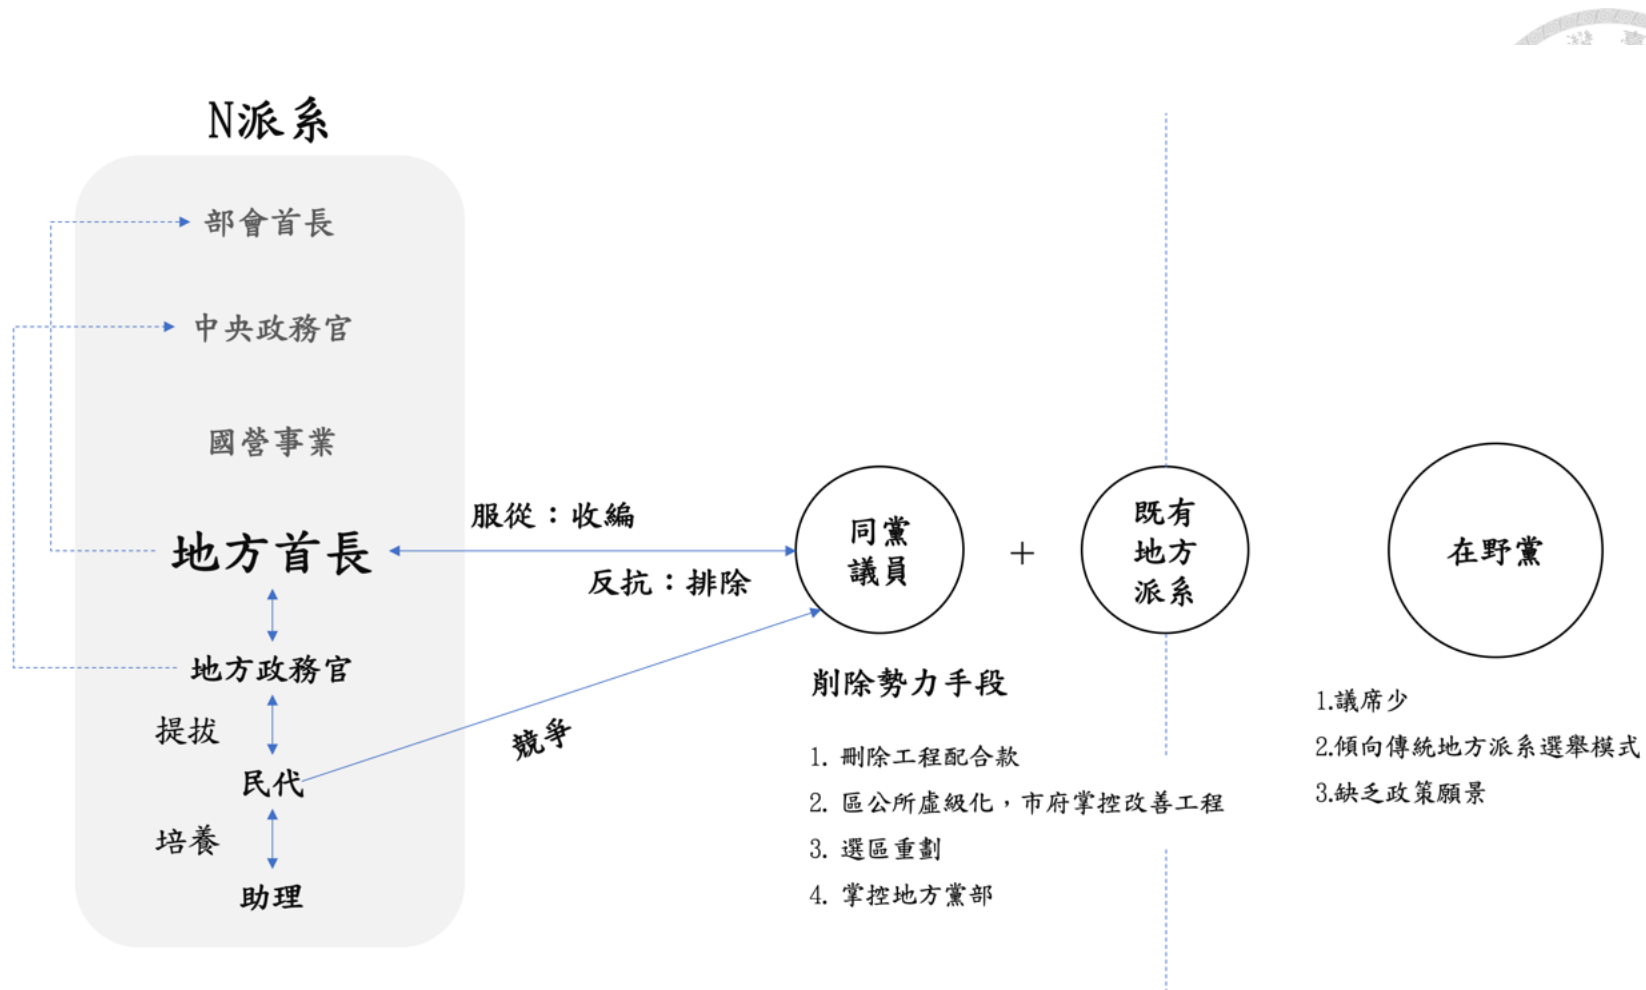 N派系
部會首長
中央政務官
國營事業
地方首長
地方政務官
提拔
民代
培養
助理
服從：收編
反抗：排除
競爭
同黨
議員
+
既有
地方
派系
在野黨
削除勢力手段
1. 刪除工程配合款
2. 區公所虛級化，市府掌控改善工程
3. 選區重劃
4. 掌控地方黨部
1.議席少
2.傾向傳統地方派系選舉模式
3.缺乏政策願景